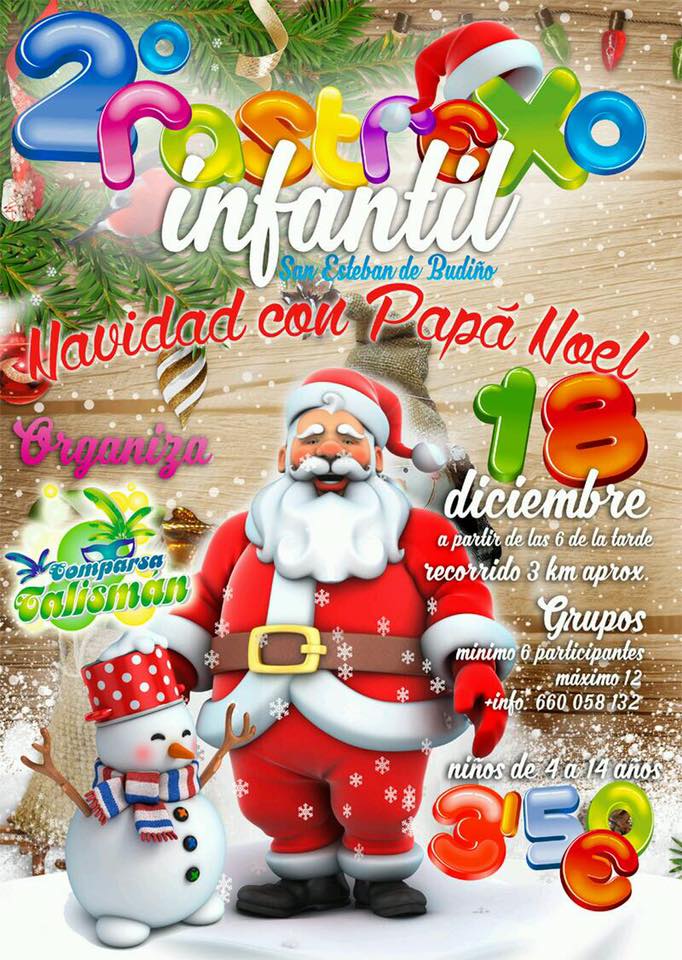 2º
rastrexo
infantil
San Esteban de Budiño
Navidad con Papá Noel
18
diciembre
a partir de las 6 de la tarde
recorrido 3 km aprox.
Organiza
Comparsa
Talismán
Grupos
minimo 6 participantes
máximo 12
+info. 660 058 132
niños de 4 a 14 años
3'50
€